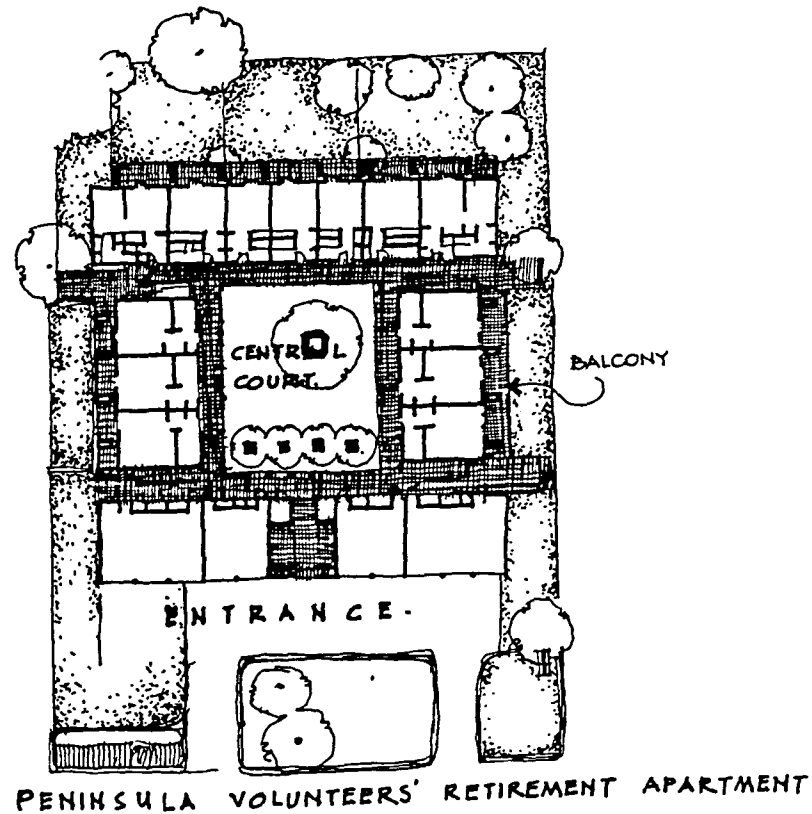 CENTRAL
COURT.
BALCONY
ENTRANCE.
PENINSULA VOLUNTEERS' RETIREMENT APARTMENT